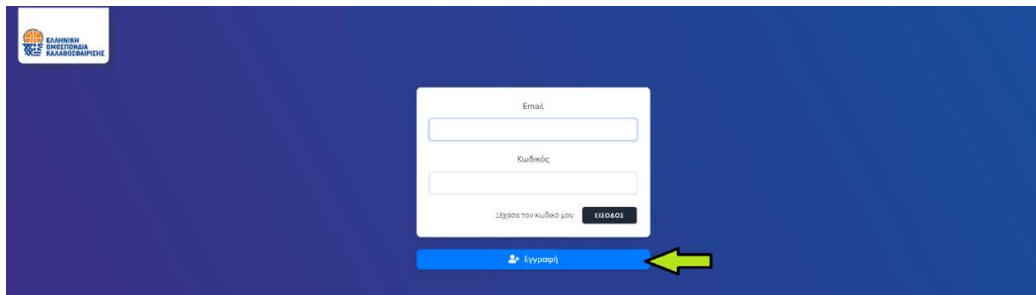 ΕΛΛΗΝΙΚΗ
ΟΜΟΣΠΟΝΔΙΑ
ΚΑΛΑΘΟΣΦΑΙΡΙΣΗΣ
Email
Κωδικός
Ξέχασα τον κωδικό μου
ΕΙΣΟΔΟΣ
Εγγραφή